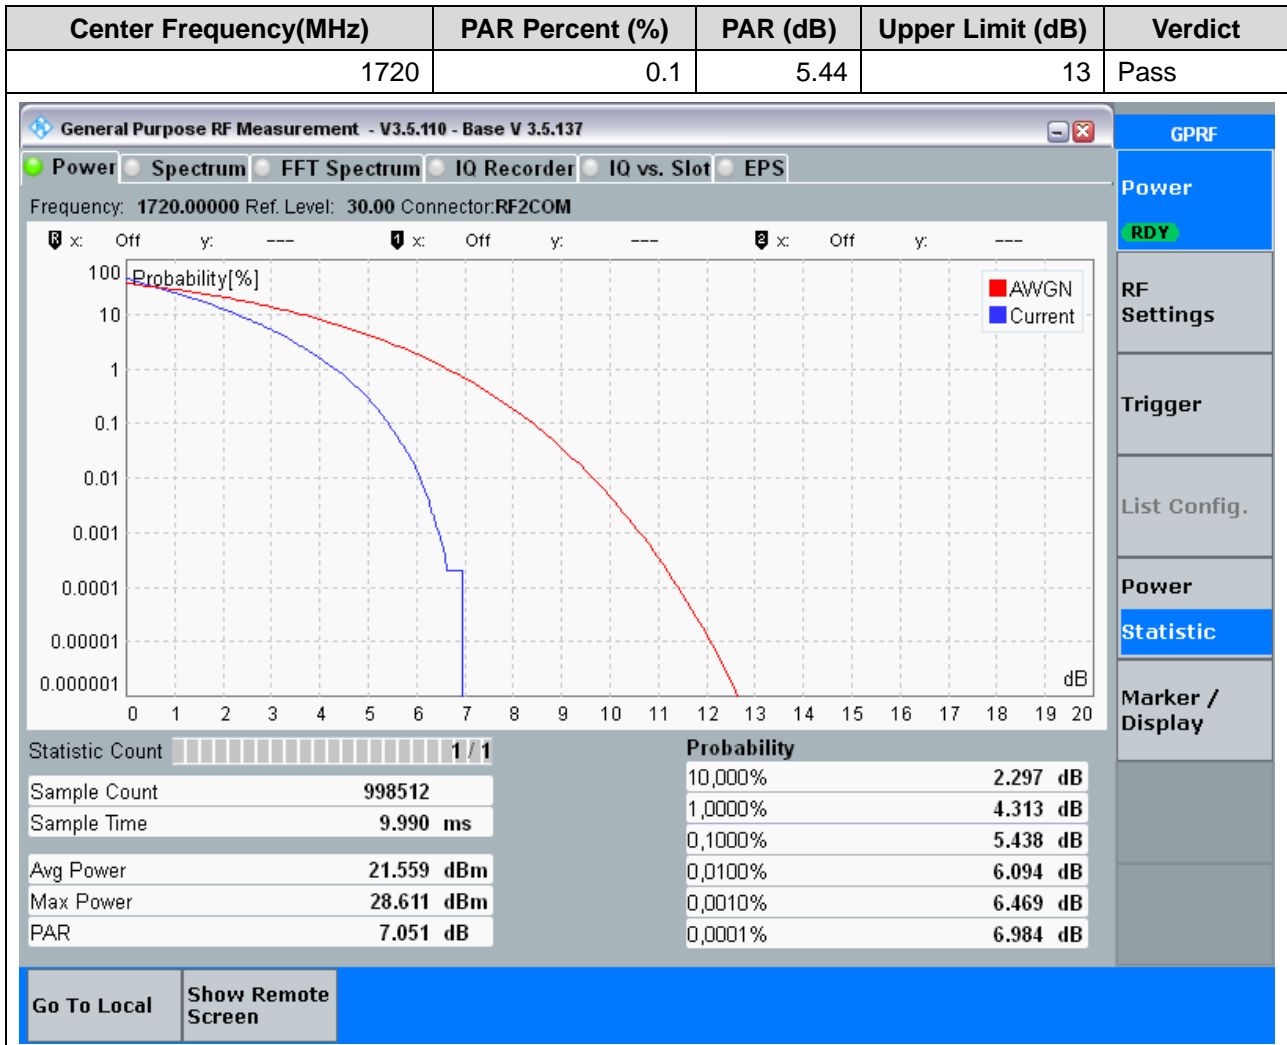 Center Frequency(MHz) PAR Percent (%) PAR (dB) Upper Limit (dB) Verdict
1720 0.1 5.44 13 Pass
General Purpose RF Measurement - V3.5.110 - Base V 3.5.137
GPRF
Power Spectrum FFT Spectrum IQ Recorder IQ vs. Slot EPS
Power
RDY
Frequency: 1720.00000 Ref. Level: 30.00 Connector:RF2COM
R x: Off y: --- 1 x: Off y: --- 2 x: Off y: ---
Probability[%]
AWGN
Current
100
10
1
0.1
0.01
0.001
0.0001
0.00001
0.000001
dB
0 1 2 3 4 5 6 7 8 9 10 11 12 13 14 15 16 17 18 19 20
RF
Settings
Trigger
List Config.
Power
Statistic
Marker /
Display
Statistic Count 1 / 1
Sample Count 998512
Sample Time 9.990 ms
Avg Power 21.559 dBm
Max Power 28.611 dBm
PAR 7.051 dB
Probability
10,000% 2.297 dB
1,0000% 4.313 dB
0,1000% 5.438 dB
0,0100% 6.094 dB
0,0010% 6.469 dB
0,0001% 6.984 dB
Go To Local
Show Remote
Screen